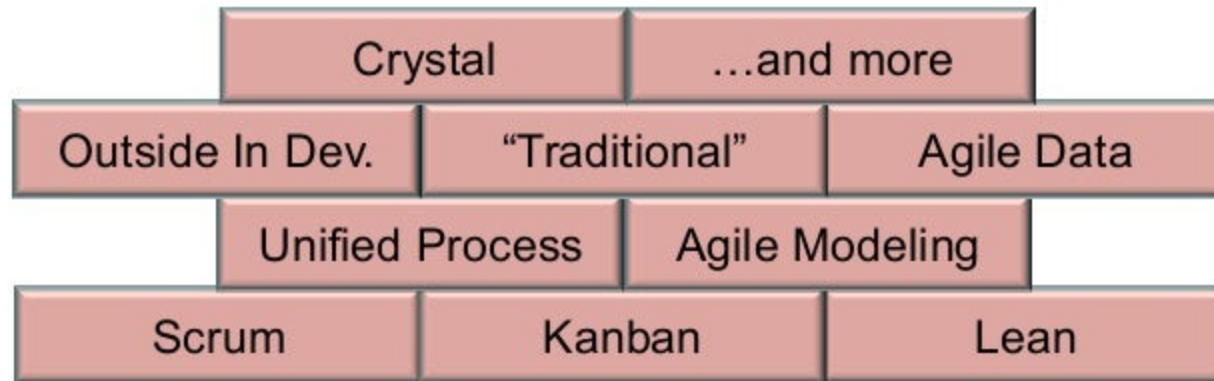 Crystal …and more
Outside In Dev. “Traditional” Agile Data
Unified Process Agile Modeling
Scrum Kanban Lean